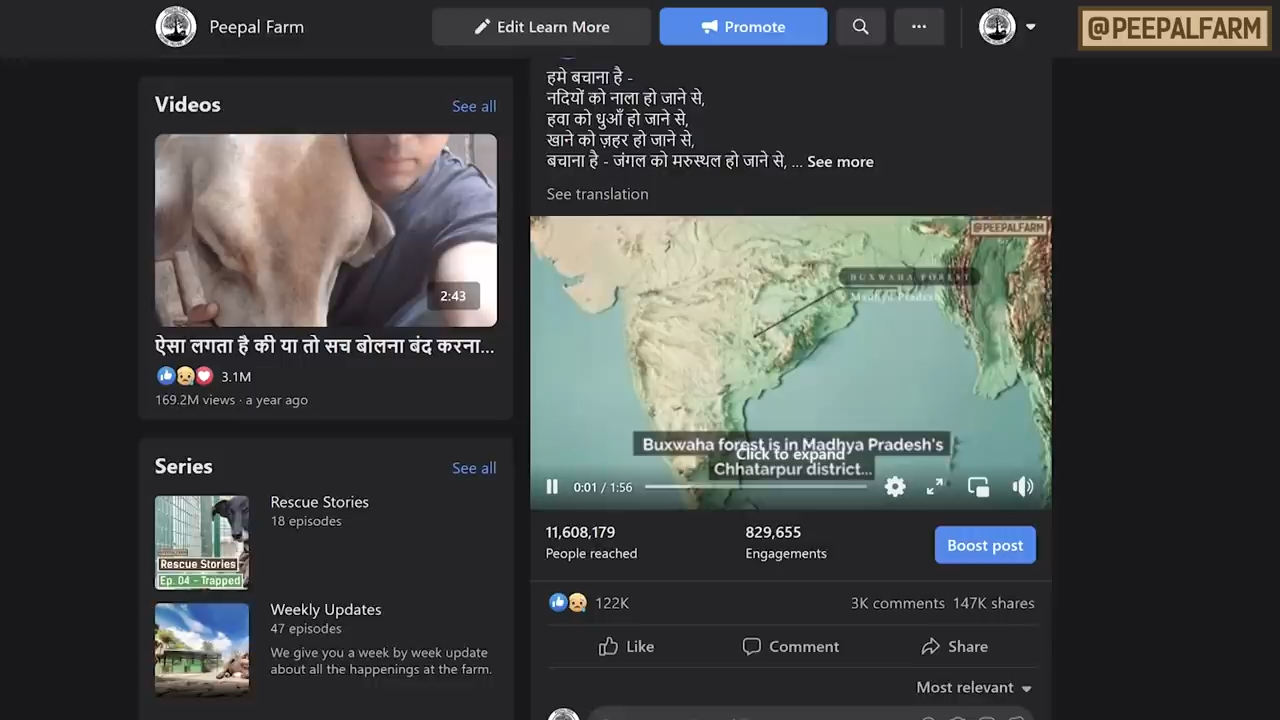 Peepal Farm
Edit Learn More
Promote
@PEEPALFARM
Videos
See all
2:43
ऐसा लगता है की या तो सच बोलना बंद करना...
3.1M
169.2M views · a year ago
Series
See all
Rescue Stories
18 episodes
Rescue Stories
Ep. 04 - Trapped
Weekly Updates
47 episodes
We give you a week by week update
about all the happenings at the farm.
हमे बचाना है -
नदियों को नाला हो जाने से,
हवा को धुआँ हो जाने से,
खाने को ज़हर हो जाने से,
बचाना है - जंगल को मरुस्थल हो जाने से, ... See more
See translation
@PEEPALFARM
BUXWAHA FOREST
Madhya Pradesh
Buxwaha forest is in Madhya Pradesh's
Click to expand
Chhatarpur district...
0:01 / 1:56
11,608,179
People reached
829,655
Engagements
Boost post
122K
3K comments 147K shares
Like
Comment
Share
Most relevant